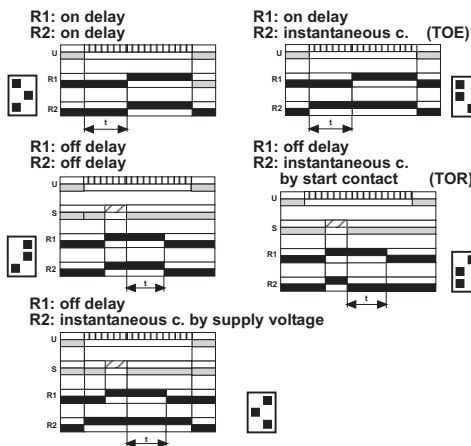 R1: on delay
R2: on delay
U
R1
R2
t
R1: on delay
R2: instantaneous c. (TOE)
U
R1
R2
t
R1: off delay
R2: off delay
U
S
R1
R2
t
R1: off delay
R2: instantaneous c.
by start contact (TOR)
U
S
R1
R2
t
R1: off delay
R2: instantaneous c. by supply voltage
U
S
R1
R2
t